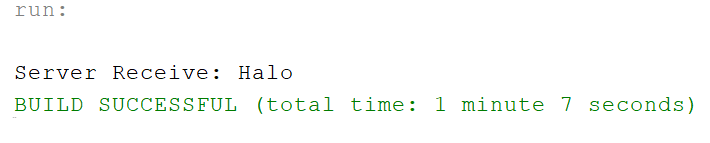 run:
Server Receive: Halo
BUILD SUCCESSFUL (total time: 1 minute 7 seconds)